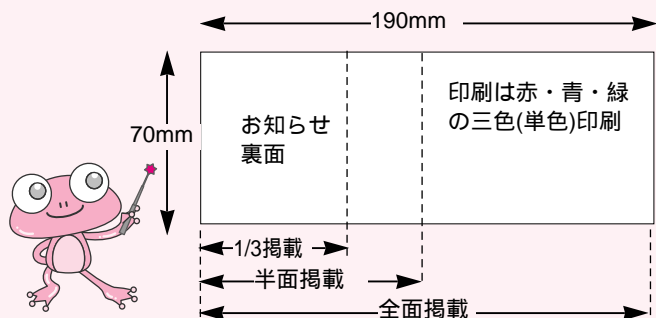 190mm
70mm
お知らせ
裏面
印刷は赤・青・緑
の三色(単色)印刷
1/3掲載
半面掲載
全面掲載